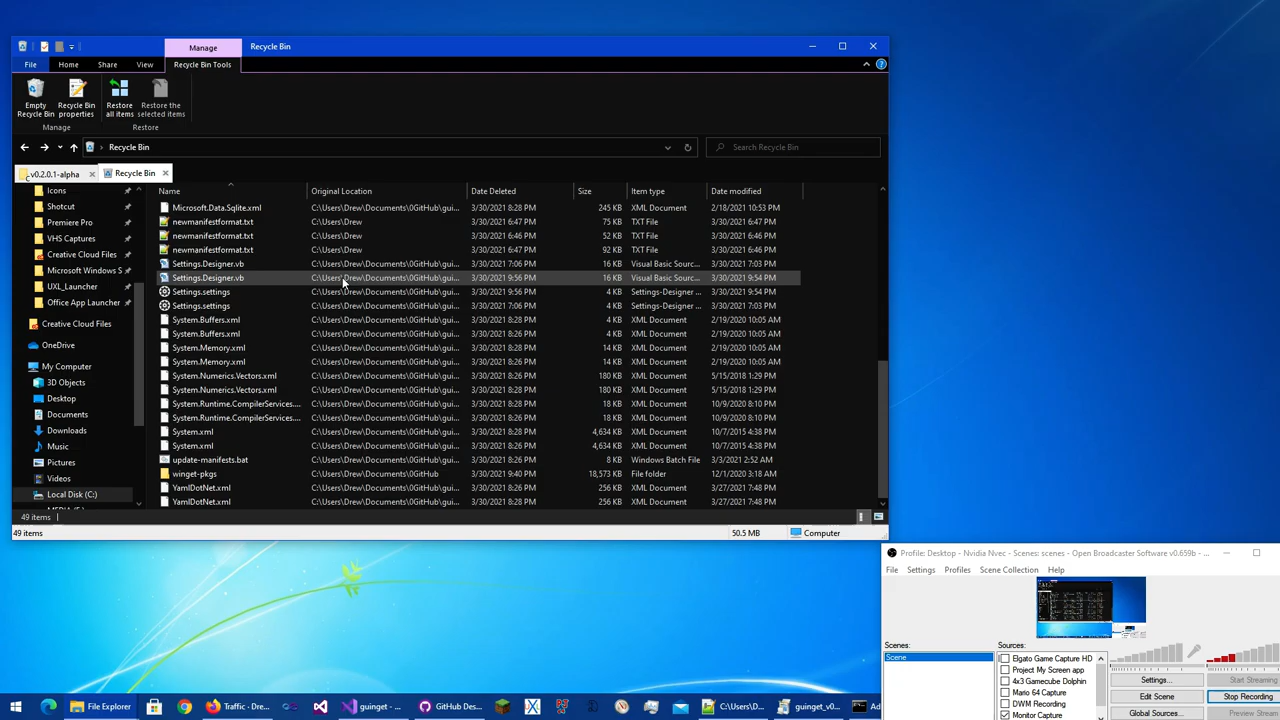 Manage
Recycle Bin
File
Home
Share
View
Recycle Bin Tools
Empty Recycle Bin
Recycle Bin properties
Restore all items
Restore the selected items
Manage
Restore
Recycle Bin
Search Recycle Bin
v0.2.0.1-alpha
Recycle Bin
Icons
Shotcut
Premiere Pro
VHS Captures
Creative Cloud Files
Microsoft Windows S
UXL_Launcher
Office App Launcher
Creative Cloud Files
OneDrive
My Computer
3D Objects
Desktop
Documents
Downloads
Music
Pictures
Videos
Local Disk (C:)
Name Original Location Date Deleted Size Item type Date modified
Microsoft.Data.Sqlite.xml C:\Users\Drew\Documents\0GitHub\gui... 3/30/2021 8:28 PM 245 KB XML Document 2/18/2021 10:53 PM
newmanifestformat.txt C:\Users\Drew 3/30/2021 6:47 PM 75 KB TXT File 3/30/2021 6:47 PM
newmanifestformat.txt C:\Users\Drew 3/30/2021 6:46 PM 52 KB TXT File 3/30/2021 6:46 PM
newmanifestformat.txt C:\Users\Drew 3/30/2021 6:47 PM 92 KB TXT File 3/30/2021 6:46 PM
Settings.Designer.vb C:\Users\Drew\Documents\0GitHub\gui... 3/30/2021 7:06 PM 16 KB Visual Basic Sourc... 3/30/2021 7:03 PM
Settings.Designer.vb C:\Users\Drew\Documents\0GitHub\gui... 3/30/2021 9:56 PM 16 KB Visual Basic Sourc... 3/30/2021 9:54 PM
Settings.settings C:\Users\Drew\Documents\0GitHub\gui... 3/30/2021 9:56 PM 4 KB Settings-Designer ... 3/30/2021 9:54 PM
Settings.settings C:\Users\Drew\Documents\0GitHub\gui... 3/30/2021 7:06 PM 4 KB Settings-Designer ... 3/30/2021 7:03 PM
System.Buffers.xml C:\Users\Drew\Documents\0GitHub\gui... 3/30/2021 8:28 PM 4 KB XML Document 2/19/2020 10:05 AM
System.Buffers.xml C:\Users\Drew\Documents\0GitHub\gui... 3/30/2021 8:26 PM 4 KB XML Document 2/19/2020 10:05 AM
System.Memory.xml C:\Users\Drew\Documents\0GitHub\gui... 3/30/2021 8:28 PM 14 KB XML Document 2/19/2020 10:05 AM
System.Memory.xml C:\Users\Drew\Documents\0GitHub\gui... 3/30/2021 8:26 PM 14 KB XML Document 2/19/2020 10:05 AM
System.Numerics.Vectors.xml C:\Users\Drew\Documents\0GitHub\gui... 3/30/2021 8:28 PM 180 KB XML Document 5/15/2018 1:29 PM
System.Numerics.Vectors.xml C:\Users\Drew\Documents\0GitHub\gui... 3/30/2021 8:26 PM 180 KB XML Document 5/15/2018 1:29 PM
System.Runtime.CompilerServices.... C:\Users\Drew\Documents\0GitHub\gui... 3/30/2021 8:26 PM 18 KB XML Document 10/9/2020 8:10 PM
System.Runtime.CompilerServices.... C:\Users\Drew\Documents\0GitHub\gui... 3/30/2021 8:28 PM 18 KB XML Document 10/9/2020 8:10 PM
System.xml C:\Users\Drew\Documents\0GitHub\gui... 3/30/2021 8:26 PM 4,634 KB XML Document 10/7/2015 4:38 PM
System.xml C:\Users\Drew\Documents\0GitHub\gui... 3/30/2021 8:28 PM 4,634 KB XML Document 10/7/2015 4:38 PM
update-manifests.bat C:\Users\Drew\Documents\0GitHub\gui... 3/30/2021 8:26 PM 8 KB Windows Batch File 3/3/2021 2:52 AM
winget-pkgs C:\Users\Drew\Documents\0GitHub 3/30/2021 9:40 PM 18,573 KB File folder 12/1/2020 3:18 AM
YamlDotNet.xml C:\Users\Drew\Documents\0GitHub\gui... 3/30/2021 8:26 PM 256 KB XML Document 3/27/2021 7:48 PM
YamlDotNet.xml C:\Users\Drew\Documents\0GitHub\gui... 3/30/2021 8:28 PM 256 KB XML Document 3/27/2021 7:48 PM
49 items
49 items 50.5 MB Computer
Profile: Desktop - Nvidia Nvec - Scenes: scenes - Open Broadcaster Software v0.659b - ...
File Settings Profiles Scene Collection Help
Scenes:
Sources:
Scene
Elgato Game Capture HD
Project My Screen app
4x3 Gamecube Dolphin
Mario 64 Capture
DWM Recording
Monitor Capture
Settings...
Start Streaming
Edit Scene
Stop Recording
Global Sources...
Preview Stream
File Explorer
Traffic · Dre...
guinget - ...
GitHub Des...
C:\Users\D...
guinget_v0...
Ad